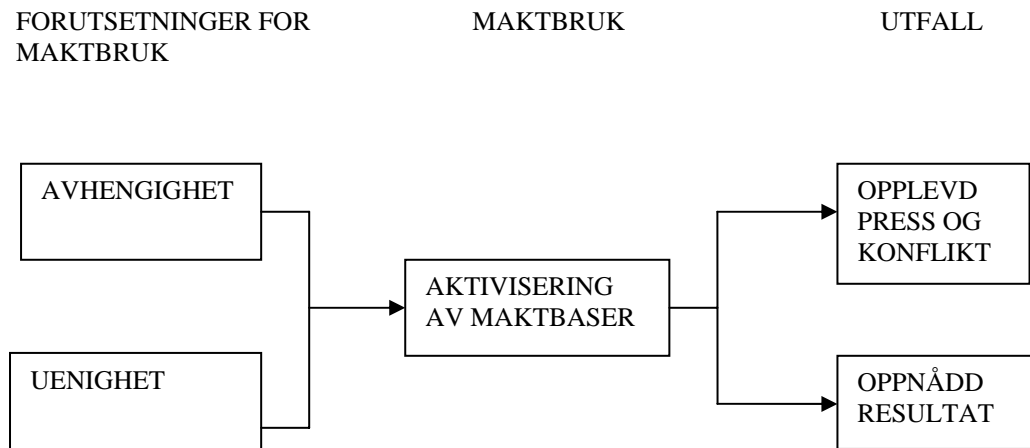 FORUTSETNINGER FOR
MAKTBRUK
MAKTBRUK
UTFALL
AVHENGIGHET
UENIGHET
AKTIVISERING
AV MAKTBASER
OPPLEVD
PRESS OG
KONFLIKT
OPPNÅDD
RESULTAT